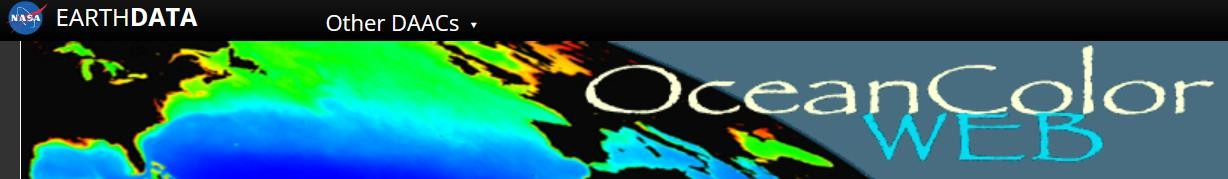 NASA EARTHDATA
Other DAACs ▾
OceanColor
WEB